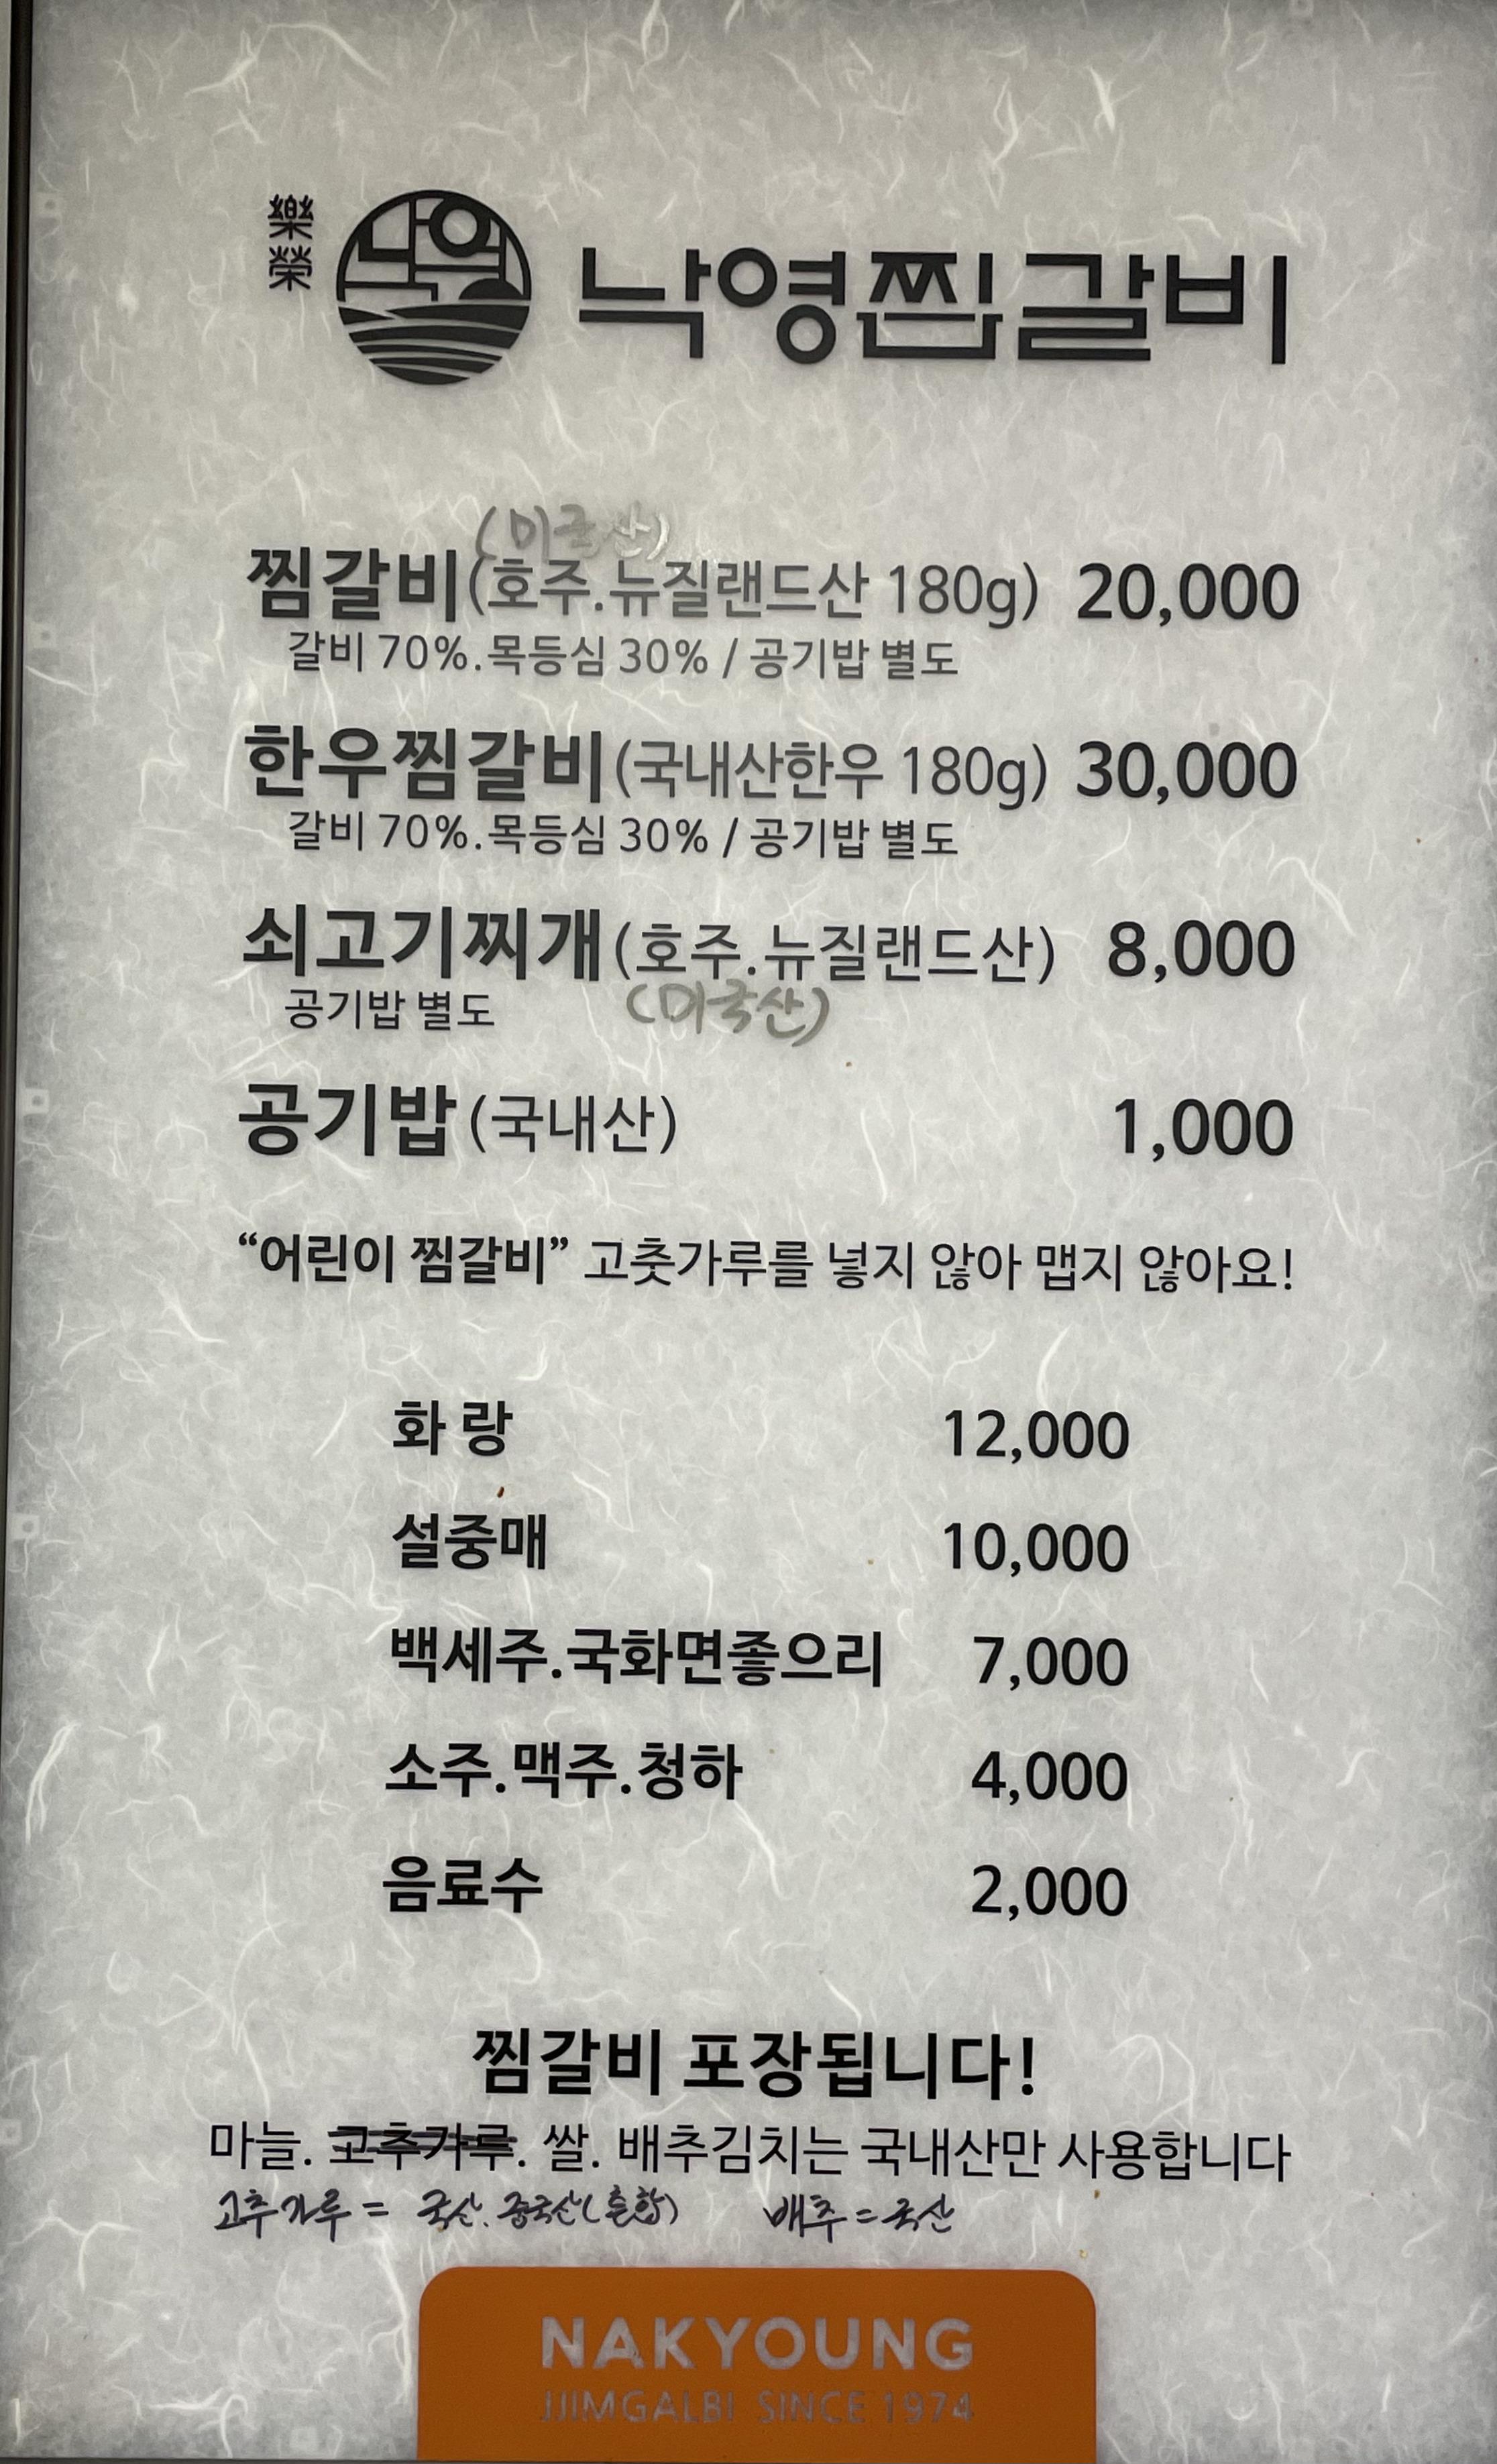 樂榮 낙영 낙영찜갈비
(미국산)
찜갈비(호주.뉴질랜드산 180g) 20,000
갈비 70%.목등심 30% / 공기밥 별도
한우찜갈비(국내산한우 180g) 30,000
갈비 70%.목등심 30% / 공기밥 별도
쇠고기찌개(호주.뉴질랜드산) 8,000
공기밥 별도 (미국산)
공기밥(국내산) 1,000
“어린이 찜갈비” 고춧가루를 넣지 않아 맵지 않아요!
화 랑 12,000
설중매 10,000
백세주.국화면좋으리 7,000
소주.맥주.청하 4,000
음료수 2,000
찜갈비 포장됩니다!
마늘. 고추가루. 쌀. 배추김치는 국내산만 사용합니다
고추가루 = 국산. 중국산(혼합) 배추 = 국산
NAKYOUNG
JJIMGALBI SINCE 1974